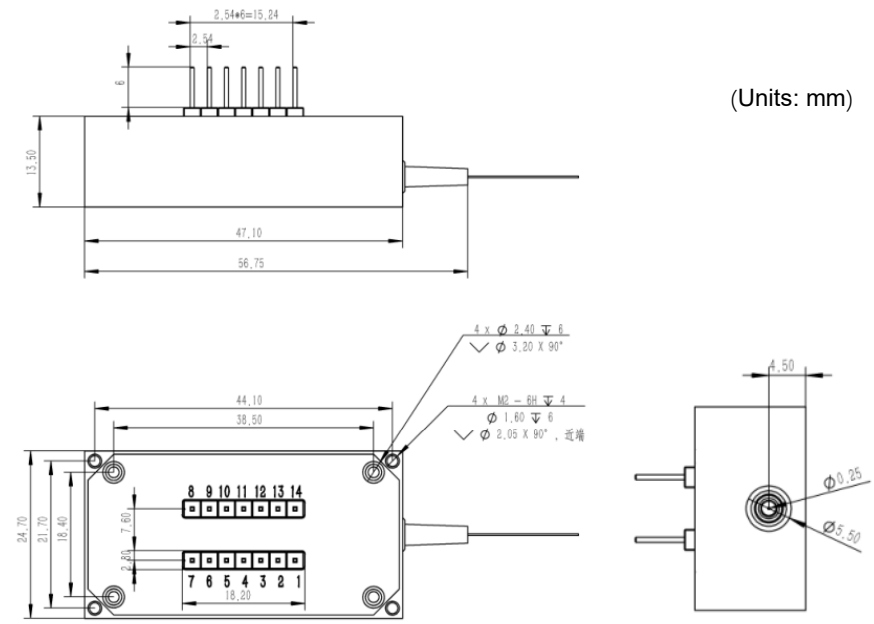 2.54*6=15.24
2.54
6
(Units: mm)
13.50
47.10
56.75
4 x Ø 2.40 ↧ 6
⌵ Ø 3.20 X 90°
4.50
44.10
4 x M2 - 6H ↧ 4
38.50
Ø 1.60 ↧ 6
⌵ Ø 2.05 X 90°, 近端
8 9 10 11 12 13 14
Ø0.25
24.70
21.70
18.40
7.60
Ø5.50
2.80
7 6 5 4 3 2 1
18.20